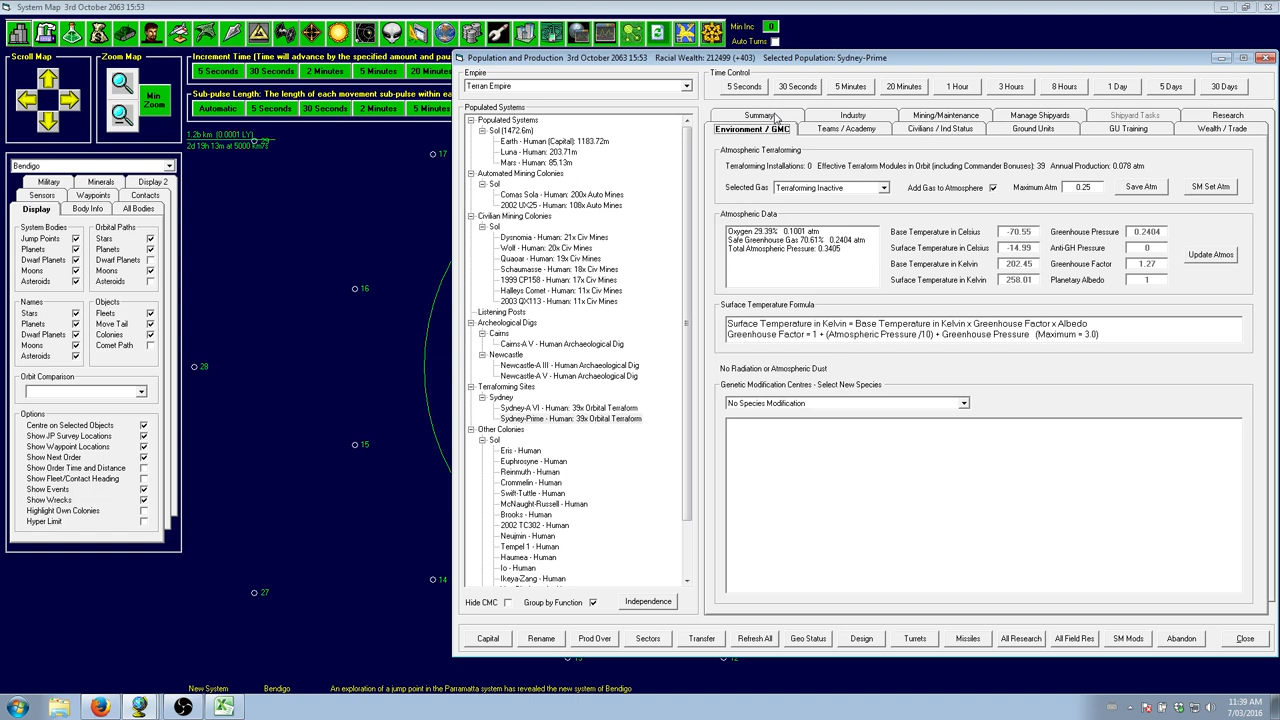 System Map  3rd October 2063 15:53
Min Inc 0
Auto Turns
Scroll Map
Zoom Map
Min Zoom
Increment Time (Time will advance by the specified amount and pau
5 Seconds 30 Seconds 2 Minutes 5 Minutes 20 Minutes
Sub-pulse Length: The length of each movement sub-pulse within ea
Automatic 5 Seconds 30 Seconds 2 Minutes 5 Minutes
1.2b km (0.0001 LY)
2d 19h 13m at 5000 km/s
17
16
28
15
14
27
Bendigo
Military Minerals Display 2
Sensors Waypoints Contacts
Display Body Info All Bodies
System Bodies
Jump Points
Planets
Dwarf Planets
Moons
Asteroids
Orbital Paths
Stars
Planets
Dwarf Planets
Moons
Asteroids
Names
Stars
Planets
Dwarf Planets
Moons
Asteroids
Objects
Fleets
Move Tail
Colonies
Comet Path
Orbit Comparison
Options
Centre on Selected Objects
Show JP Survey Locations
Show Waypoint Locations
Show Next Order
Show Order Time and Distance
Show Fleet/Contact Heading
Show Events
Show Wrecks
Highlight Own Colonies
Hyper Limit
Population and Production  3rd October 2063 15:53    Racial Wealth: 212499 (+403)   Selected Population: Sydney-Prime
Empire
Terran Empire
Populated Systems
Populated Systems
Sol (1472.6m)
Earth - Human (Capital): 1183.72m
Luna - Human: 203.71m
Mars - Human: 85.13m
Automated Mining Colonies
Sol
Comas Sola - Human: 200x Auto Mines
2002 UX25 - Human: 108x Auto Mines
Civilian Mining Colonies
Sol
Dysnomia - Human: 21x Civ Mines
Wolf - Human: 20x Civ Mines
Quaoar - Human: 19x Civ Mines
Schaumasse - Human: 18x Civ Mines
1999 CP158 - Human: 17x Civ Mines
Halleys Comet - Human: 11x Civ Mines
2003 QX113 - Human: 11x Civ Mines
Listening Posts
Archeological Digs
Cairns
Cairns-A V - Human Archaeological Dig
Newcastle
Newcastle-A III - Human Archaeological Dig
Newcastle-A V - Human Archaeological Dig
Terraforming Sites
Sydney
Sydney-A VI - Human: 39x Orbital Terraform
Sydney-Prime - Human: 39x Orbital Terraform
Other Colonies
Sol
Eris - Human
Euphrosyne - Human
Reinmuth - Human
Crommelin - Human
Swift-Tuttle - Human
McNaught-Russell - Human
Brooks - Human
2002 TC302 - Human
Neujmin - Human
Tempel 1 - Human
Haumea - Human
Io - Human
Ikeya-Zang - Human
Hide CMC
Group by Function
Independence
Time Control
5 Seconds 30 Seconds 5 Minutes 20 Minutes 1 Hour 3 Hours 8 Hours 1 Day 5 Days 30 Days
Summary Industry Mining/Maintenance Manage Shipyards Shipyard Tasks Research
Environment / GMC Teams / Academy Civilians / Ind Status Ground Units GU Training Wealth / Trade
Atmospheric Terraforming
Terraforming Installations: 0  Effective Terraform Modules in Orbit (including Commander Bonuses): 39  Annual Production: 0.078 atm
Selected Gas Terraforming Inactive Add Gas to Atmosphere Maximum Atm 0.25 Save Atm SM Set Atm
Atmospheric Data
Oxygen 29.39%  0.1001 atm
Safe Greenhouse Gas 70.61%  0.2404 atm
Total Atmospheric Pressure: 0.3405
Base Temperature in Celsius -70.55 Greenhouse Pressure 0.2404
Surface Temperature in Celsius -14.99 Anti-GH Pressure 0
Base Temperature in Kelvin 202.45 Greenhouse Factor 1.27
Surface Temperature in Kelvin 258.01 Planetary Albedo 1
Update Atmos
Surface Temperature Formula
Surface Temperature in Kelvin = Base Temperature in Kelvin x Greenhouse Factor x Albedo
Greenhouse Factor = 1 + (Atmospheric Pressure /10) + Greenhouse Pressure   (Maximum = 3.0)
No Radiation or Atmospheric Dust
Genetic Modification Centres - Select New Species
No Species Modification
Capital Rename Prod Over Sectors Transfer Refresh All Geo Status Design Turrets Missiles All Research All Field Res SM Mods Abandon Close
New System Bendigo An exploration of a jump point in the Parramatta system has revealed the new system of Bendigo
11:39 AM
7/03/2016